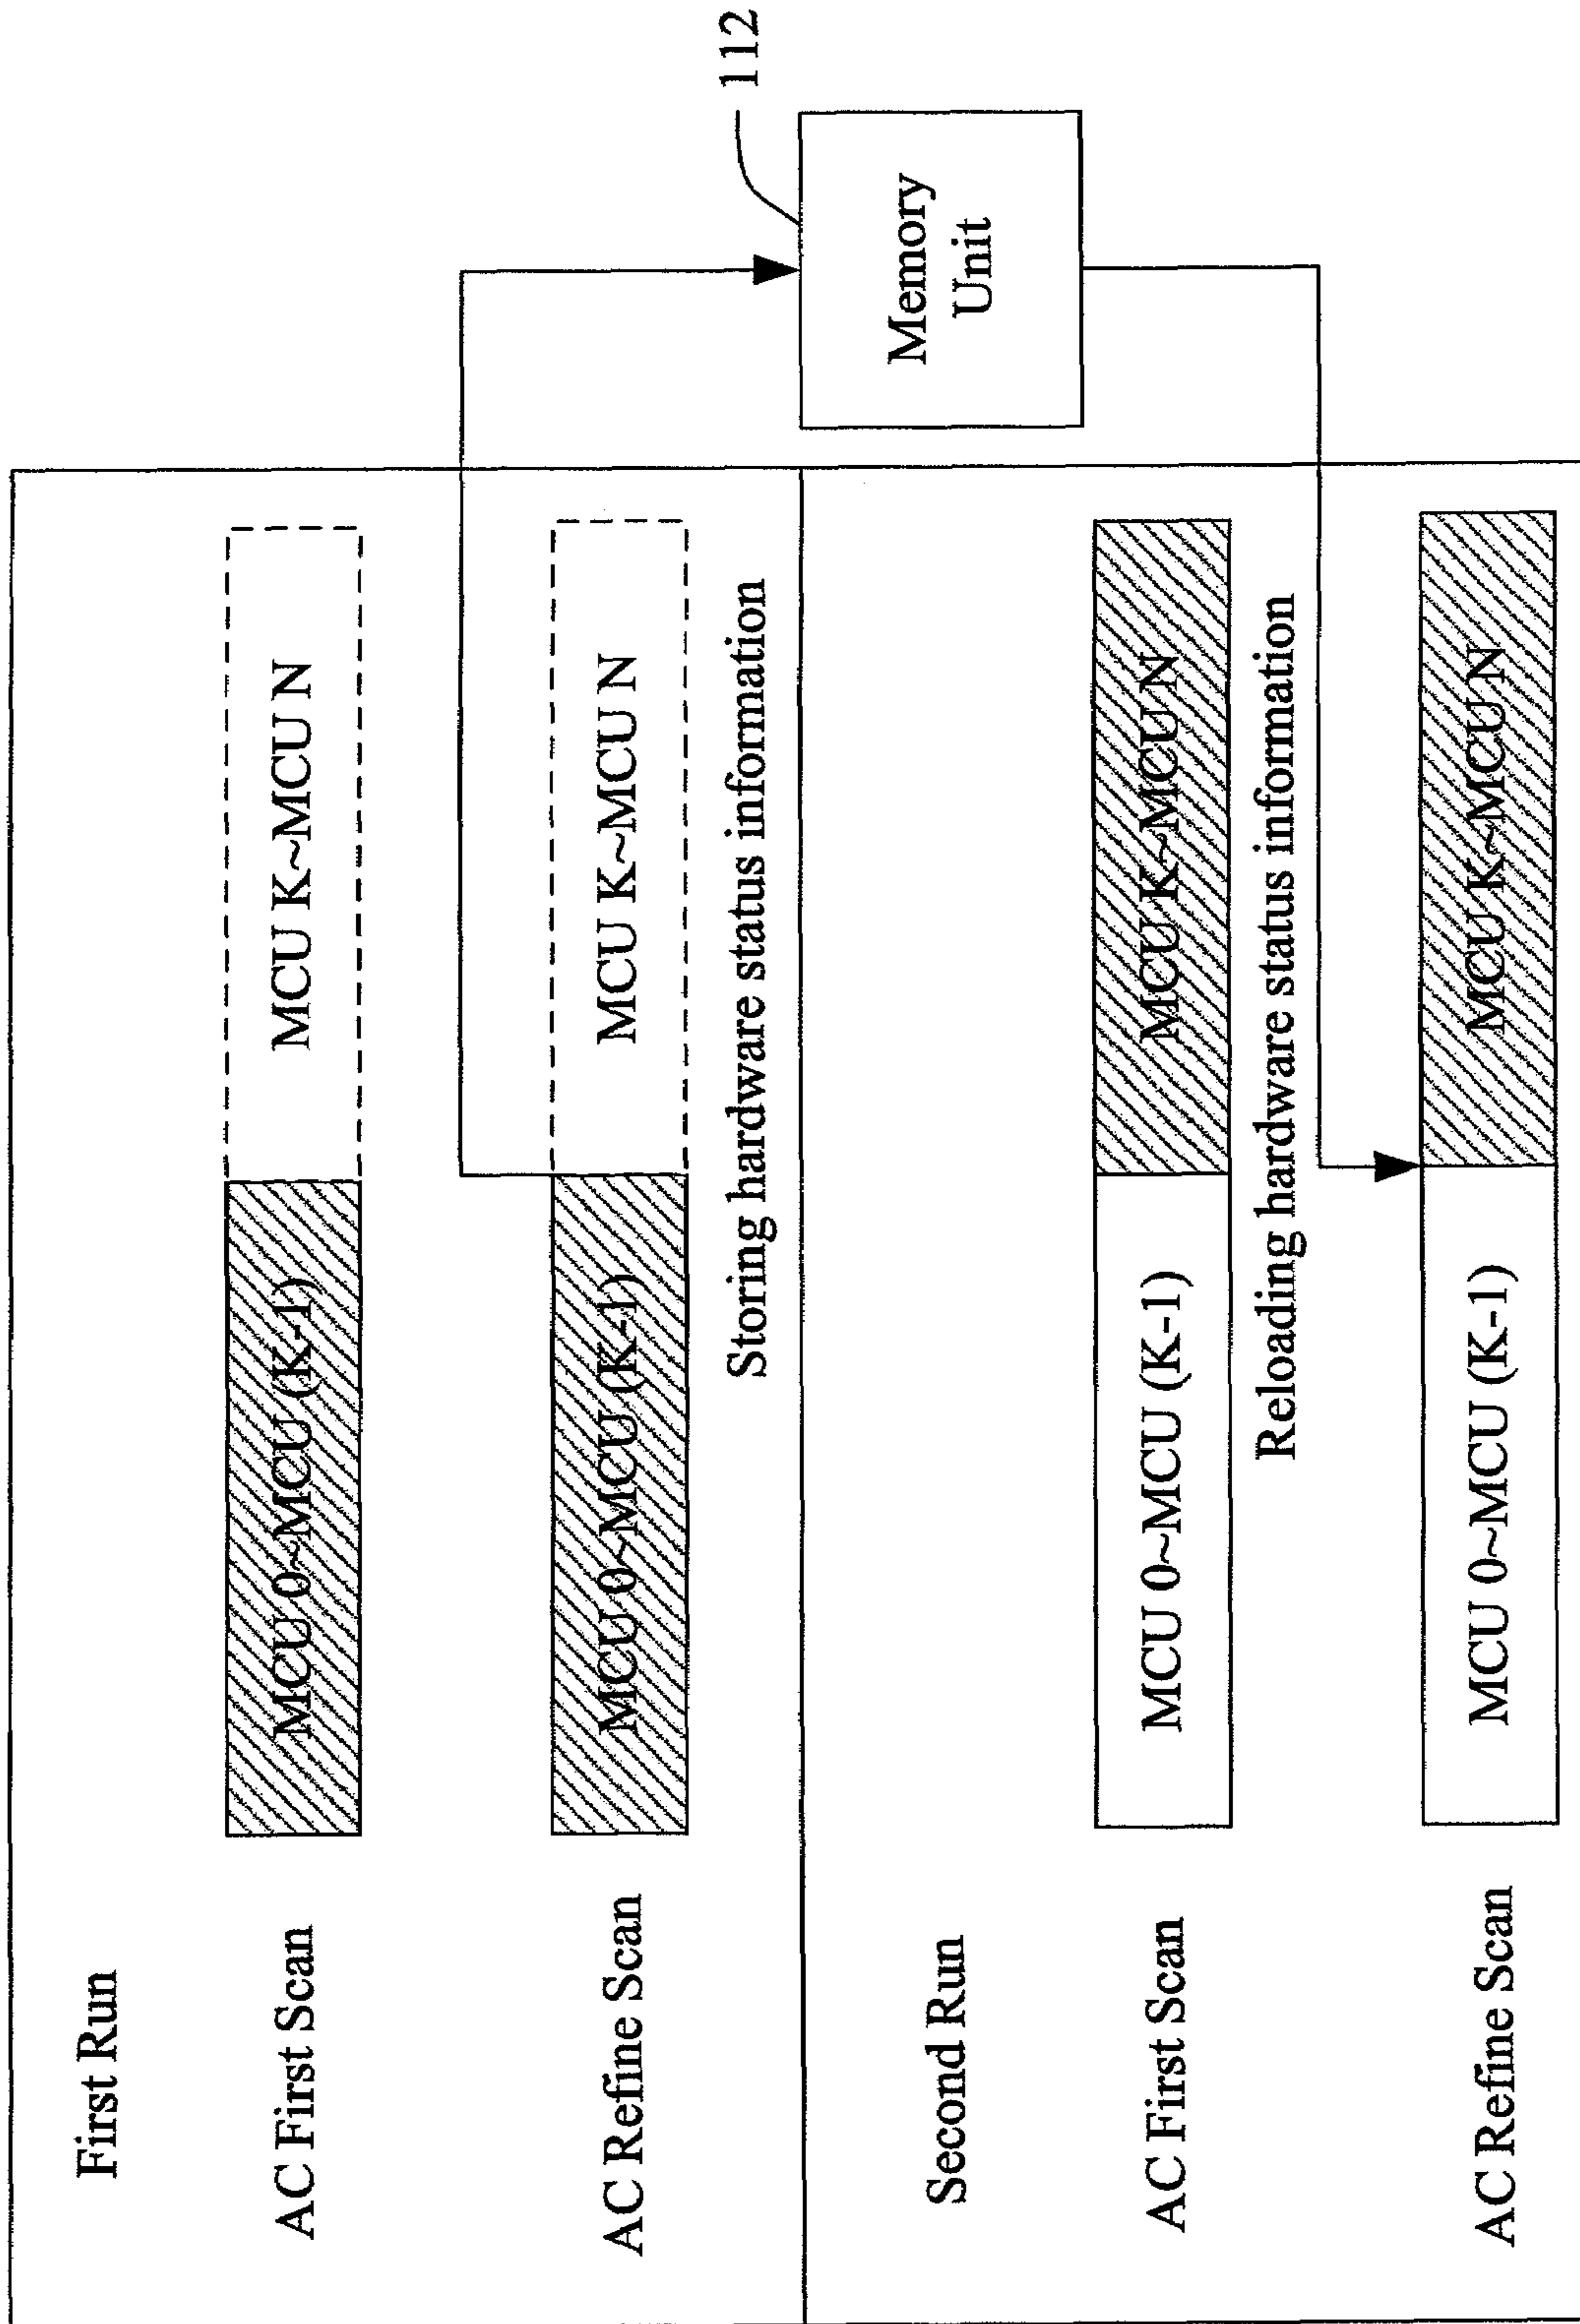 First Run
AC First Scan
MCU 0~MCU (K-1)
MCU K~MCU N
AC Refine Scan
MCU 0~MCU (K-1)
MCU K~MCU N
Storing hardware status information
112
Memory
Unit
Second Run
AC First Scan
MCU 0~MCU (K-1)
MCU K~MCU N
Reloading hardware status information
AC Refine Scan
MCU 0~MCU (K-1)
MCU K~MCU N